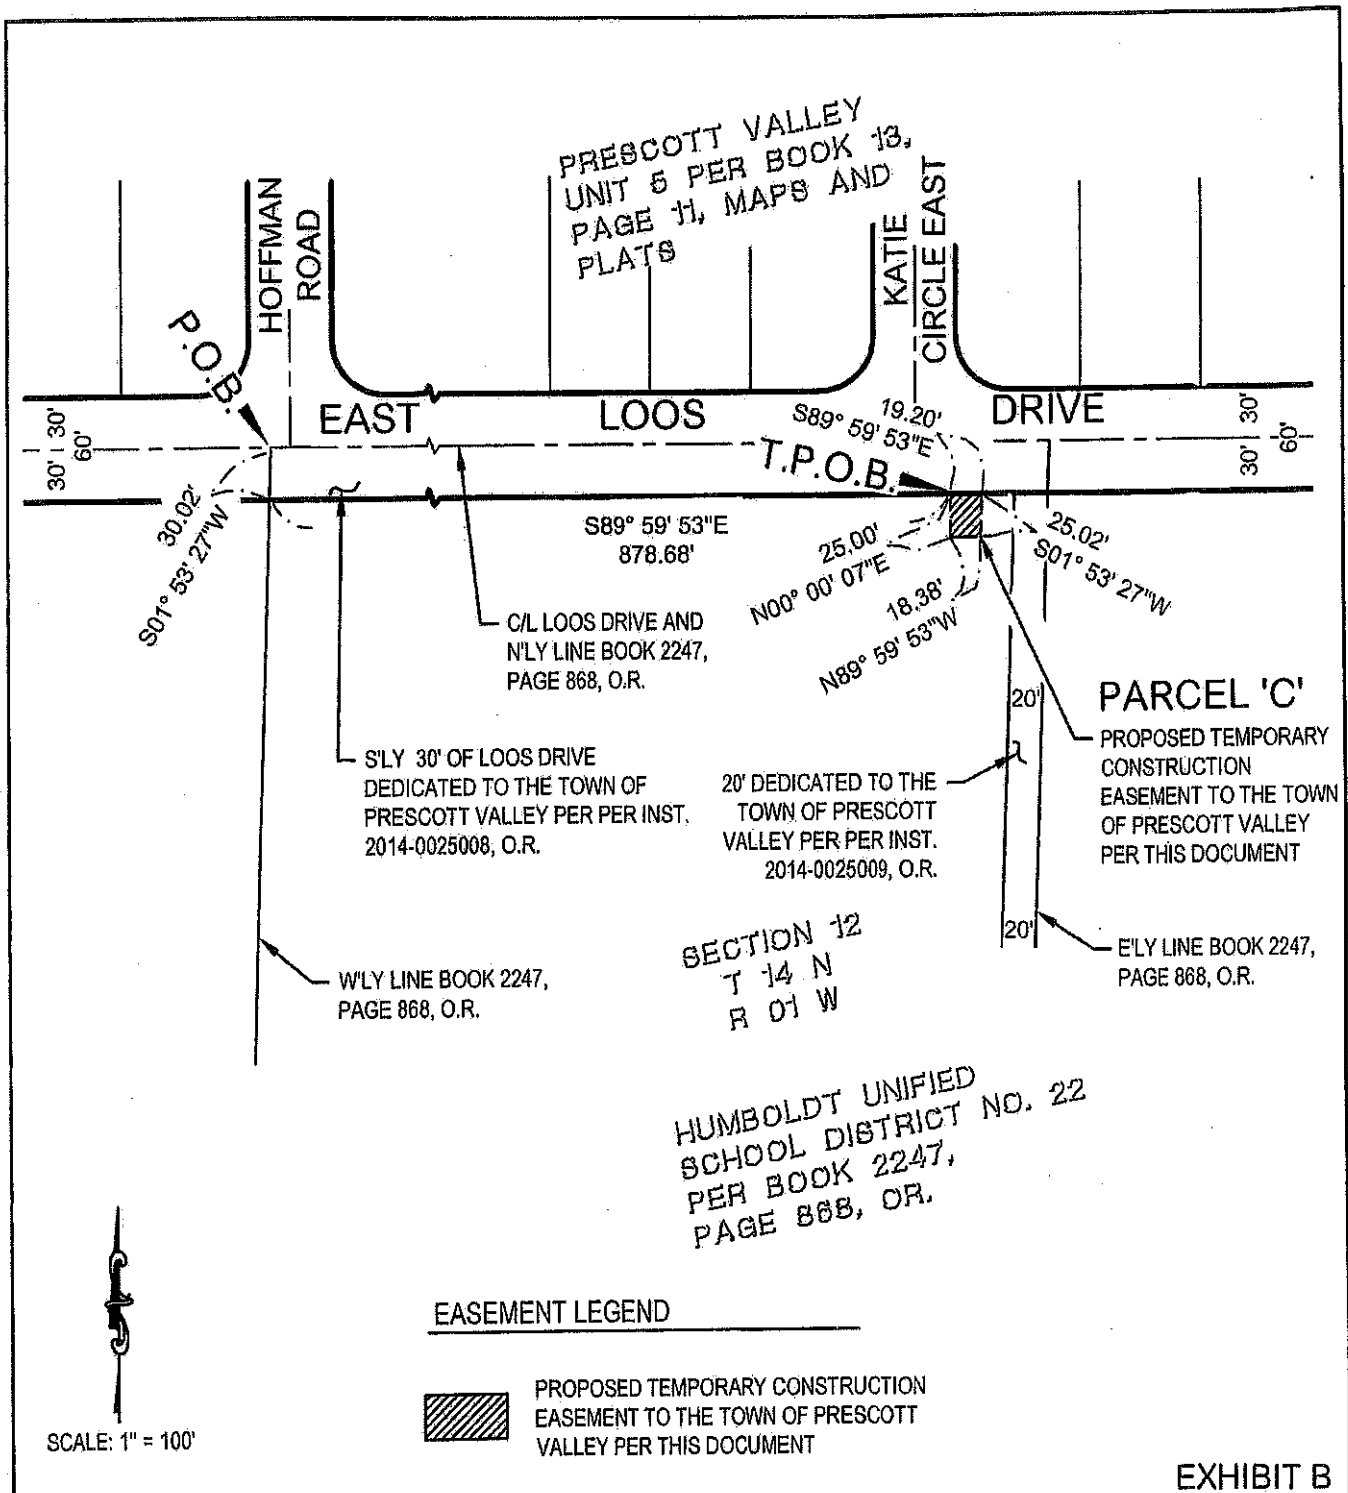 PRESCOTT VALLEY
UNIT 5 PER BOOK 13,
PAGE 11, MAPS AND
PLATS
HOFFMAN
ROAD
KATIE
CIRCLE EAST
P.O.B.
EAST LOOS DRIVE
30'
30'
60'
30'
30'
60'
19.20'
S89° 59' 53"E
T.P.O.B.
30.02'
S01° 53' 27"W
S89° 59' 53"E
878.68'
25.00'
N00° 00' 07"E
18.38'
N89° 59' 53"W
25.02'
S01° 53' 27"W
C/L LOOS DRIVE AND
N'LY LINE BOOK 2247,
PAGE 868, O.R.
S'LY 30' OF LOOS DRIVE
DEDICATED TO THE TOWN OF
PRESCOTT VALLEY PER PER INST.
2014-0025008, O.R.
20' DEDICATED TO THE
TOWN OF PRESCOTT
VALLEY PER PER INST.
2014-0025009, O.R.
20'
20'
PARCEL 'C'
PROPOSED TEMPORARY
CONSTRUCTION
EASEMENT TO THE TOWN
OF PRESCOTT VALLEY
PER THIS DOCUMENT
W'LY LINE BOOK 2247,
PAGE 868, O.R.
E'LY LINE BOOK 2247,
PAGE 868, O.R.
SECTION 12
T 14 N
R 01 W
HUMBOLDT UNIFIED
SCHOOL DISTRICT NO. 22
PER BOOK 2247,
PAGE 868, OR.
SCALE: 1" = 100'
EASEMENT LEGEND
PROPOSED TEMPORARY CONSTRUCTION
EASEMENT TO THE TOWN OF PRESCOTT
VALLEY PER THIS DOCUMENT
EXHIBIT B